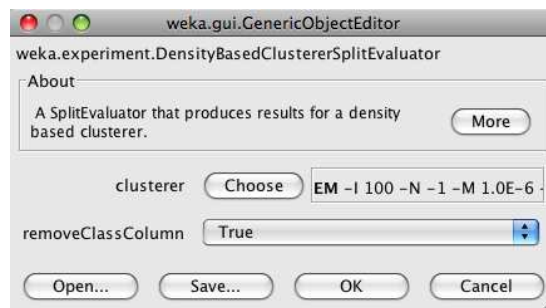 weka.gui.GenericObjectEditor
weka.experiment.DensityBasedClustererSplitEvaluator
About
A SplitEvaluator that produces results for a density
based clusterer.
More
clusterer Choose EM -I 100 -N -1 -M 1.0E-6 -
removeClassColumn True
Open... Save... OK Cancel